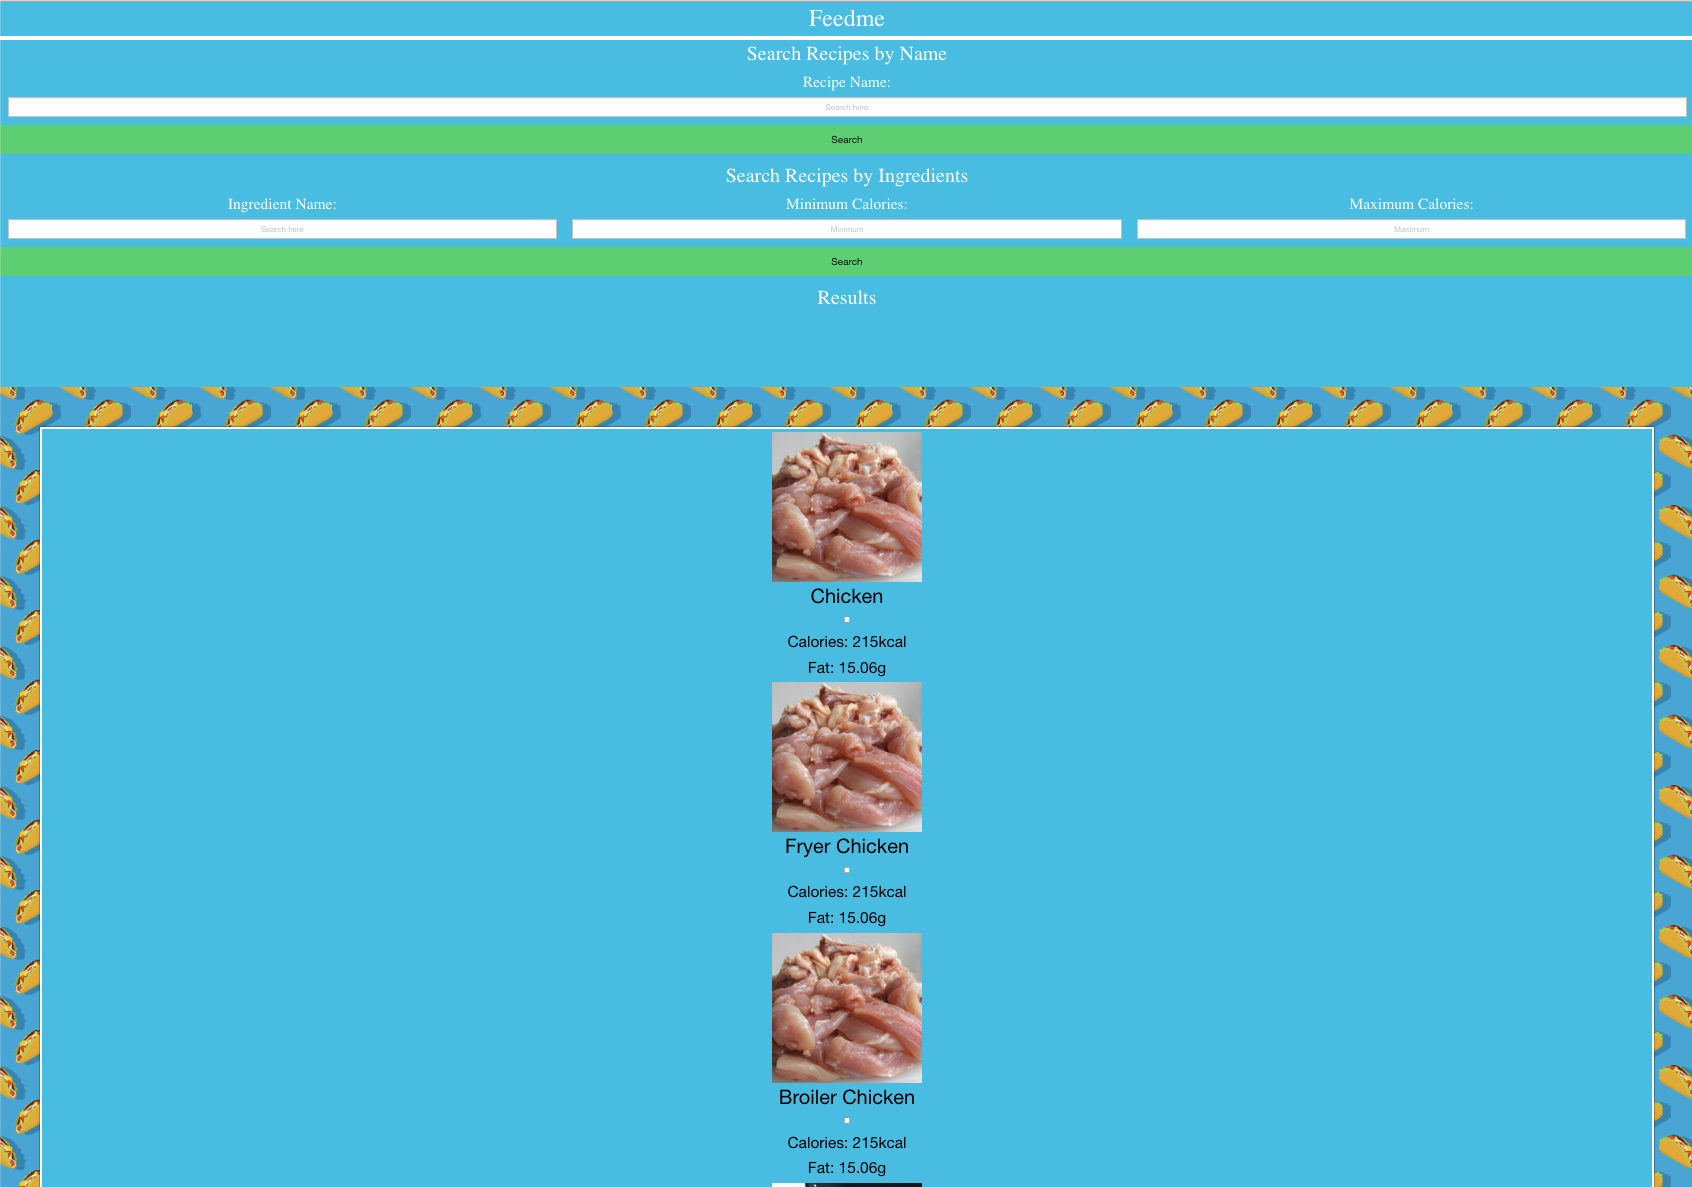 Feedme
Search Recipes by Name
Recipe Name:
Search here
Search
Search Recipes by Ingredients
Ingredient Name: Minimum Calories: Maximum Calories:
Search here Minimum Maximum
Search
Results
Chicken
Calories: 215kcal
Fat: 15.06g
Fryer Chicken
Calories: 215kcal
Fat: 15.06g
Broiler Chicken
Calories: 215kcal
Fat: 15.06g